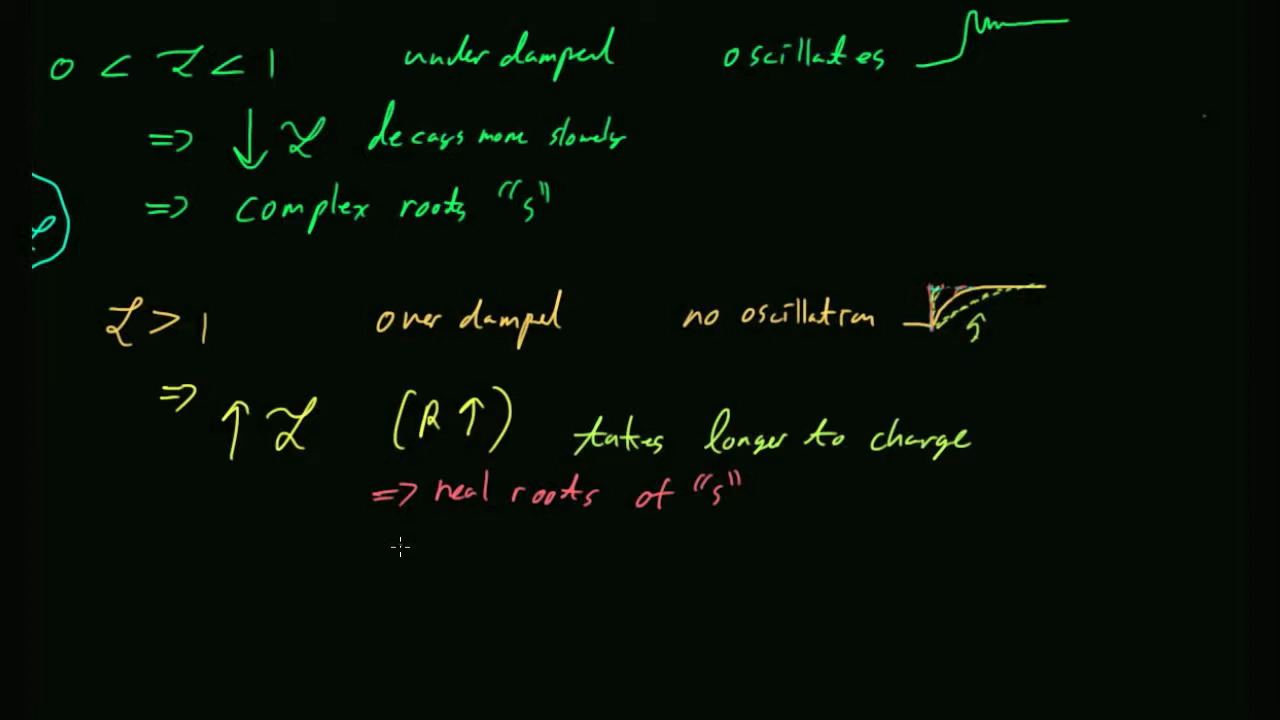 0 < ζ < 1 under damped oscillates
=> ↓ ζ decays more slowly
=> complex roots "s"
ζ > 1 over damped no oscillation
=> ↑ ζ (R ↑) takes longer to charge
=> real roots of "s"